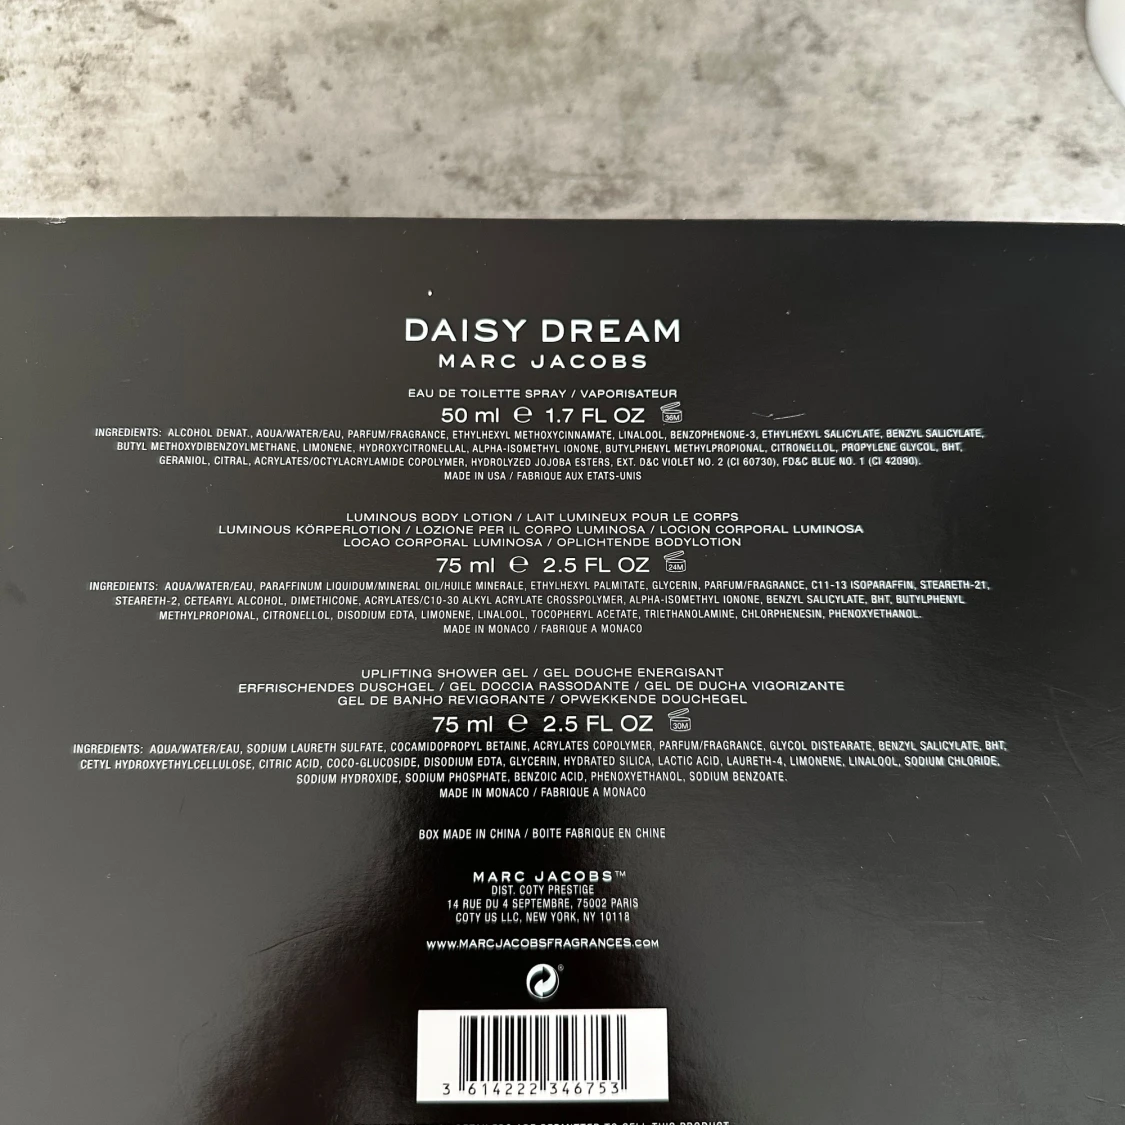 DAISY DREAM
MARC JACOBS
EAU DE TOILETTE SPRAY / VAPORISATEUR
50 ml ℮ 1.7 FL OZ 36M
INGREDIENTS: ALCOHOL DENAT., AQUA/WATER/EAU, PARFUM/FRAGRANCE, ETHYLHEXYL METHOXYCINNAMATE, LINALOOL, BENZOPHENONE-3, ETHYLHEXYL SALICYLATE, BENZYL SALICYLATE,
BUTYL METHOXYDIBENZOYLMETHANE, LIMONENE, HYDROXYCITRONELLAL, ALPHA-ISOMETHYL IONONE, BUTYLPHENYL METHYLPROPIONAL, CITRONELLOL, PROPYLENE GLYCOL, BHT,
GERANIOL, CITRAL, ACRYLATES/OCTYLACRYLAMIDE COPOLYMER, HYDROLYZED JOJOBA ESTERS, EXT. D&C VIOLET NO. 2 (CI 60730), FD&C BLUE NO. 1 (CI 42090).
MADE IN USA / FABRIQUE AUX ETATS-UNIS
LUMINOUS BODY LOTION / LAIT LUMINEUX POUR LE CORPS
LUMINOUS KÖRPERLOTION / LOZIONE PER IL CORPO LUMINOSA / LOCION CORPORAL LUMINOSA
LOCAO CORPORAL LUMINOSA / OPLICHTENDE BODYLOTION
75 ml ℮ 2.5 FL OZ 24M
INGREDIENTS: AQUA/WATER/EAU, PARAFFINUM LIQUIDUM/MINERAL OIL/HUILE MINERALE, ETHYLHEXYL PALMITATE, GLYCERIN, PARFUM/FRAGRANCE, C11-13 ISOPARAFFIN, STEARETH-21,
STEARETH-2, CETEARYL ALCOHOL, DIMETHICONE, ACRYLATES/C10-30 ALKYL ACRYLATE CROSSPOLYMER, ALPHA-ISOMETHYL IONONE, BENZYL SALICYLATE, BHT, BUTYLPHENYL
METHYLPROPIONAL, CITRONELLOL, DISODIUM EDTA, LIMONENE, LINALOOL, TOCOPHERYL ACETATE, TRIETHANOLAMINE, CHLORPHENESIN, PHENOXYETHANOL.
MADE IN MONACO / FABRIQUE A MONACO
UPLIFTING SHOWER GEL / GEL DOUCHE ENERGISANT
ERFRISCHENDES DUSCHGEL / GEL DOCCIA RASSODANTE / GEL DE DUCHA VIGORIZANTE
GEL DE BANHO REVIGORANTE / OPWEKKENDE DOUCHEGEL
75 ml ℮ 2.5 FL OZ 30M
INGREDIENTS: AQUA/WATER/EAU, SODIUM LAURETH SULFATE, COCAMIDOPROPYL BETAINE, ACRYLATES COPOLYMER, PARFUM/FRAGRANCE, GLYCOL DISTEARATE, BENZYL SALICYLATE, BHT,
CETYL HYDROXYETHYLCELLULOSE, CITRIC ACID, COCO-GLUCOSIDE, DISODIUM EDTA, GLYCERIN, HYDRATED SILICA, LACTIC ACID, LAURETH-4, LIMONENE, LINALOOL, SODIUM CHLORIDE,
SODIUM HYDROXIDE, SODIUM PHOSPHATE, BENZOIC ACID, PHENOXYETHANOL, SODIUM BENZOATE.
MADE IN MONACO / FABRIQUE A MONACO
BOX MADE IN CHINA / BOITE FABRIQUE EN CHINE
MARC JACOBS™
DIST. COTY PRESTIGE
14 RUE DU 4 SEPTEMBRE, 75002 PARIS
COTY US LLC, NEW YORK, NY 10118
WWW.MARCJACOBSFRAGRANCES.COM
®
3 614222 346753
TO SELL THIS PRODUCT